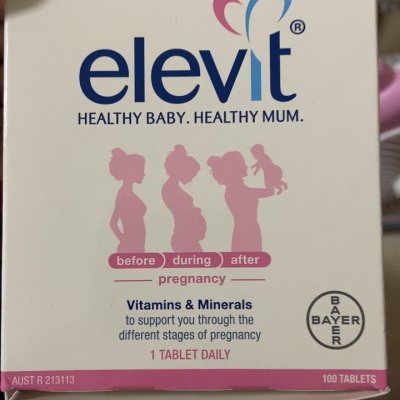 elevit®
HEALTHY BABY. HEALTHY MUM.
before during after
pregnancy
Vitamins & Minerals
to support you through the
different stages of pregnancy
1 TABLET DAILY
BAYER
BAYER
AUST R 213113
100 TABLETS